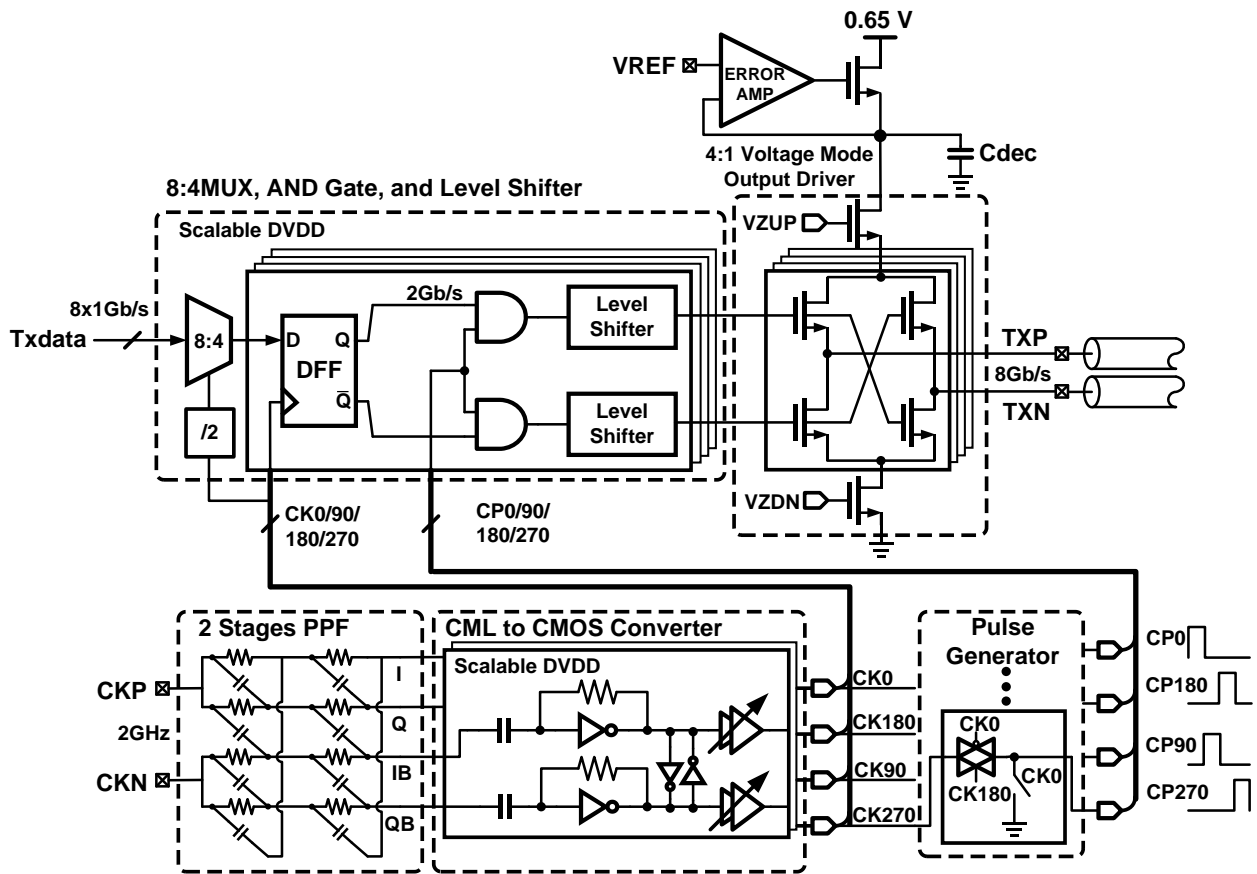 0.65 V
VREF
ERROR
AMP
Cdec
4:1 Voltage Mode
Output Driver
8:4MUX, AND Gate, and Level Shifter
Scalable DVDD
VZUP
8x1Gb/s
Txdata
8:4
D
Q
DFF
Q̅
/2
2Gb/s
Level
Shifter
Level
Shifter
TXP
8Gb/s
TXN
VZDN
CK0/90/
180/270
CP0/90/
180/270
2 Stages PPF
CML to CMOS Converter
Scalable DVDD
Pulse
Generator
CKP
2GHz
CKN
I
Q
IB
QB
CK0
CK180
CK90
CK270
CK0
CK0
CK180
CP0
CP180
CP90
CP270